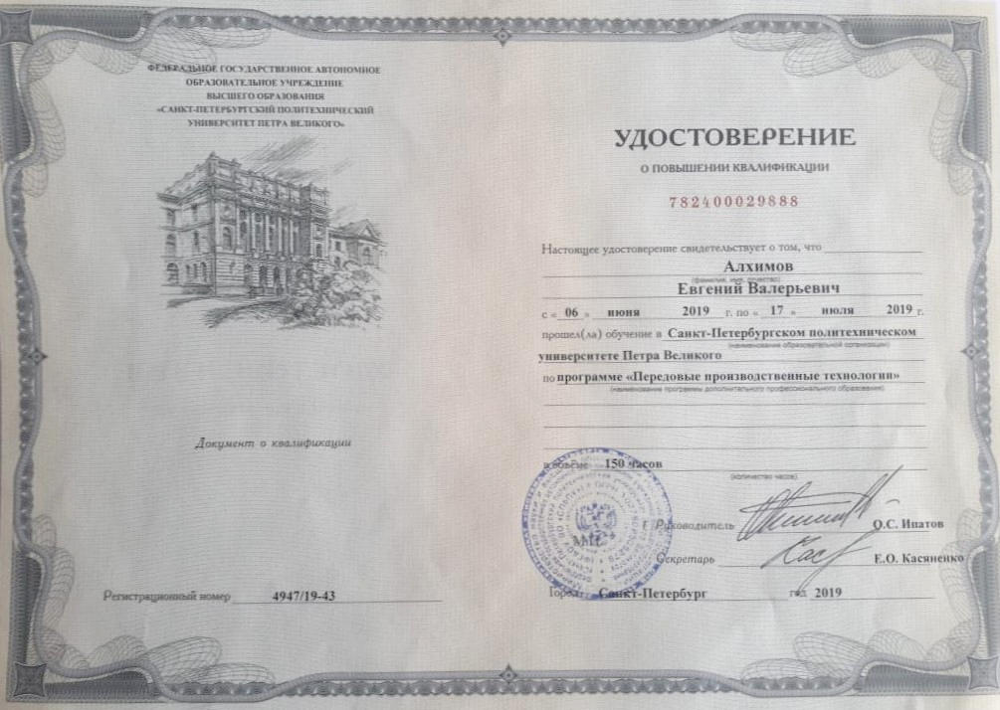 ФЕДЕРАЛЬНОЕ ГОСУДАРСТВЕННОЕ АВТОНОМНОЕ
ОБРАЗОВАТЕЛЬНОЕ УЧРЕЖДЕНИЕ
ВЫСШЕГО ОБРАЗОВАНИЯ
«САНКТ-ПЕТЕРБУРГСКИЙ ПОЛИТЕХНИЧЕСКИЙ
УНИВЕРСИТЕТ ПЕТРА ВЕЛИКОГО»
Документ о квалификации
Регистрационный номер 4947/19-43
УДОСТОВЕРЕНИЕ
О ПОВЫШЕНИИ КВАЛИФИКАЦИИ
782400029888
Настоящее удостоверение свидетельствует о том, что
Алхимов
(фамилия, имя, отчество)
Евгений Валерьевич
с « 06 » июня 2019 г. по « 17 » июля 2019 г.
прошел(ла) обучение в Санкт-Петербургском политехническом
(наименование образовательной организации)
университете Петра Великого
по программе «Передовые производственные технологии»
(наименование программы дополнительного профессионального образования)
в объёме 150 часов
(количество часов)
Руководитель О.С. Ипатов
М.П.
Секретарь Е.О. Касяненко
Город Санкт-Петербург год 2019